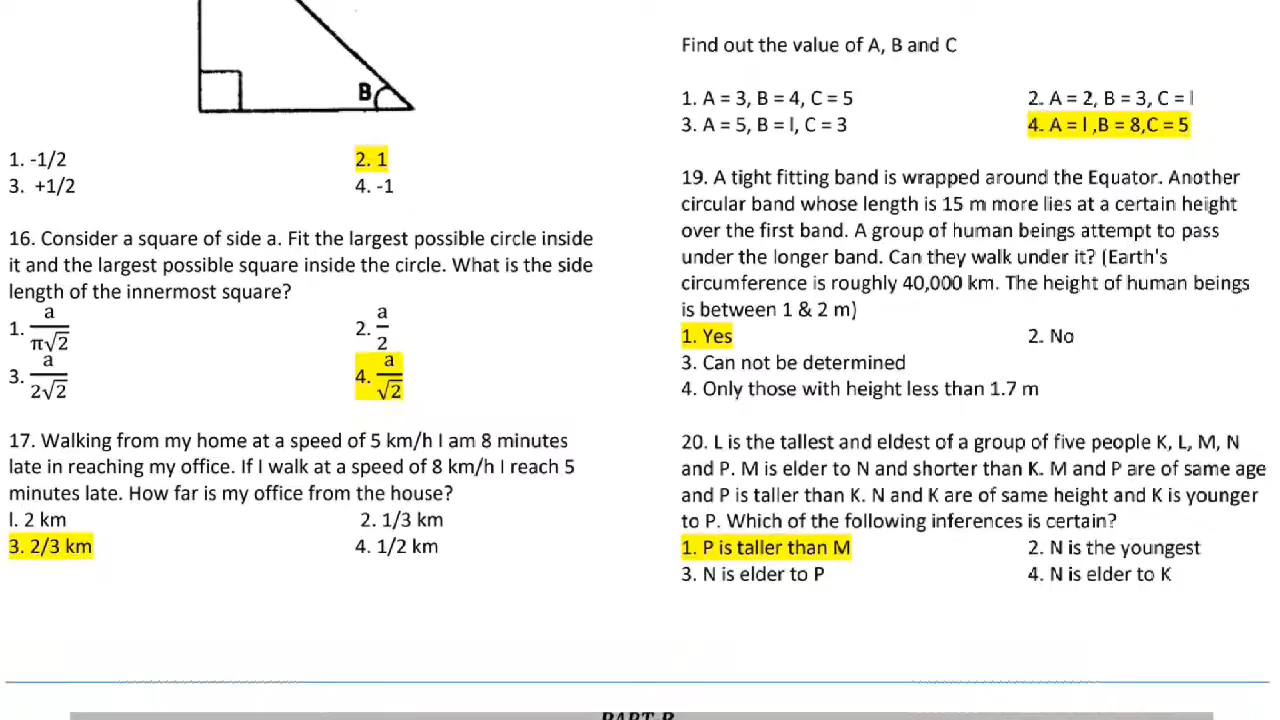 B
1. -1/2
2. 1
3. +1/2
4. -1
16. Consider a square of side a. Fit the largest possible circle inside
it and the largest possible square inside the circle. What is the side
length of the innermost square?
1. a/π√2
2. a/2
3. a/2√2
4. a/√2
17. Walking from my home at a speed of 5 km/h I am 8 minutes
late in reaching my office. If I walk at a speed of 8 km/h I reach 5
minutes late. How far is my office from the house?
l. 2 km
2. 1/3 km
3. 2/3 km
4. 1/2 km
Find out the value of A, B and C
1. A = 3, B = 4, C = 5
2. A = 2, B = 3, C = l
3. A = 5, B = l, C = 3
4. A = l ,B = 8,C = 5
19. A tight fitting band is wrapped around the Equator. Another
circular band whose length is 15 m more lies at a certain height
over the first band. A group of human beings attempt to pass
under the longer band. Can they walk under it? (Earth's
circumference is roughly 40,000 km. The height of human beings
is between 1 & 2 m)
1. Yes
2. No
3. Can not be determined
4. Only those with height less than 1.7 m
20. L is the tallest and eldest of a group of five people K, L, M, N
and P. M is elder to N and shorter than K. M and P are of same age
and P is taller than K. N and K are of same height and K is younger
to P. Which of the following inferences is certain?
1. P is taller than M
2. N is the youngest
3. N is elder to P
4. N is elder to K
PART B